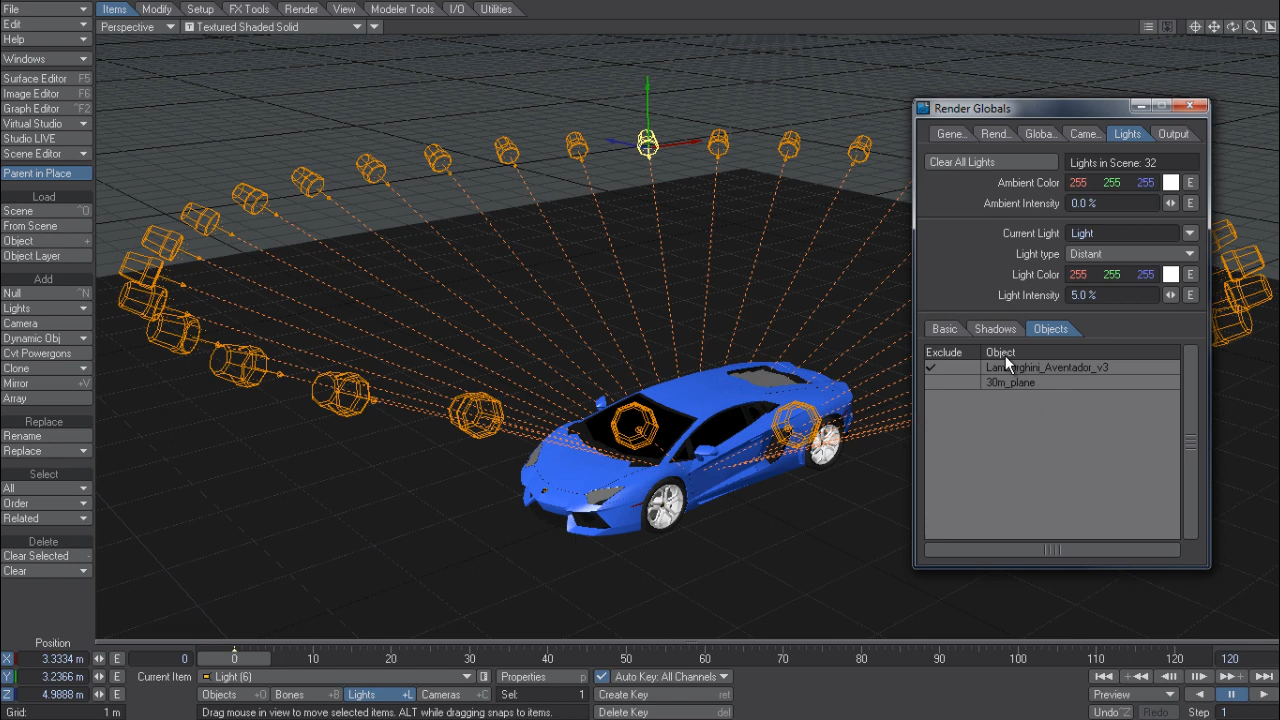 File
Items
Modify
Setup
FX Tools
Render
View
Modeler Tools
I/O
Utilities
Edit
Perspective
Textured Shaded Solid
Help
Windows
Surface Editor F5
Image Editor F6
Graph Editor ^F2
Virtual Studio
Studio LIVE
Scene Editor
Parent in Place
Load
Scene ^O
From Scene
Object +
Object Layer
Add
Null ^N
Lights
Camera
Dynamic Obj
Cvt Powergons
Clone
Mirror +V
Array
Replace
Rename
Replace
Select
All
Order
Related
Delete
Clear Selected -
Clear
Render Globals
Gene... Rend.. Globa.. Came.. Lights Output
Clear All Lights Lights in Scene: 32
Ambient Color 255 255 255 E
Ambient Intensity 0.0 % E
Current Light Light
Light type Distant
Light Color 255 255 255 E
Light Intensity 5.0 % E
Basic Shadows Objects
Exclude Object
Lamborghini_Aventador_v3
30m_plane
Position
X 3.3334 m E 0 0 10 20 30 40 50 60 70 80 90 100 110 120 120
Y 3.2366 m E Current Item Light (6) Properties p Auto Key: All Channels
Z 4.9888 m E Objects +O Bones +B Lights +L Cameras +C Sel: 1 Create Key ret Preview
Grid: 1 m Drag mouse in view to move selected items. ALT while dragging snaps to items. Delete Key del Undo ^Z Redo Step 1